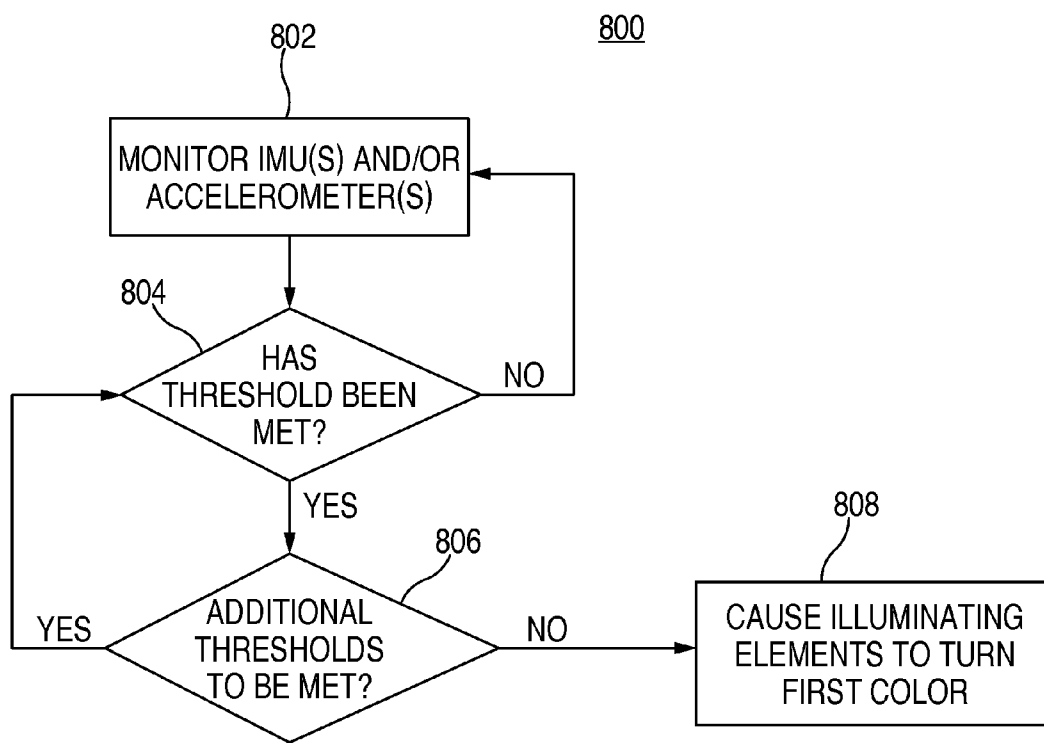 800
802
MONITOR IMU(S) AND/OR
ACCELEROMETER(S)
804
HAS
THRESHOLD BEEN
MET?
NO
YES
806
ADDITIONAL
THRESHOLDS
TO BE MET?
YES
NO
808
CAUSE ILLUMINATING
ELEMENTS TO TURN
FIRST COLOR